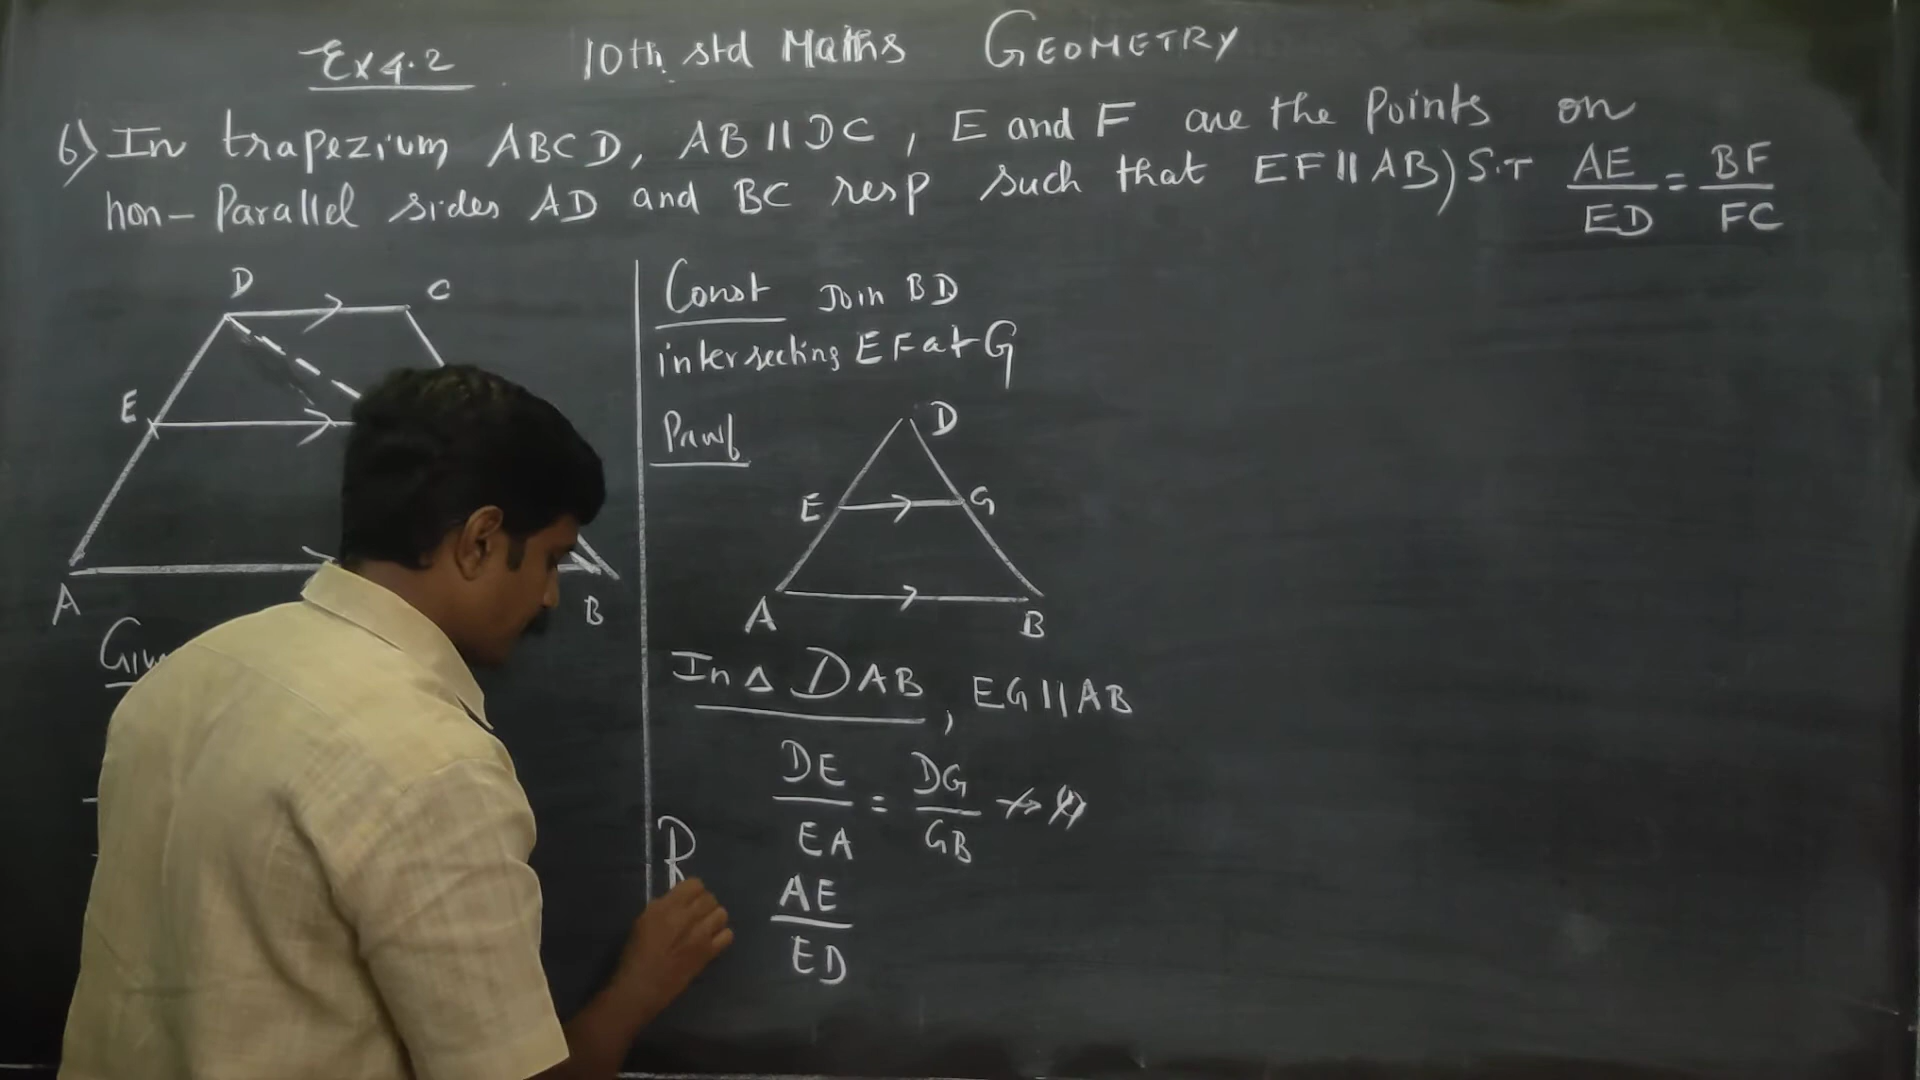 Ex 4.2 10th std Maths GEOMETRY
6) In trapezium ABCD, AB || DC, E and F are the Points on
non-Parallel sides AD and BC resp such that EF || AB) S.T AE/ED = BF/FC
D C
E
A B
Const Join BD
intersecting EF at G
Proof
D
E G
A B
In Δ DAB, EG || AB
DE/EA = DG/GB
AE/ED